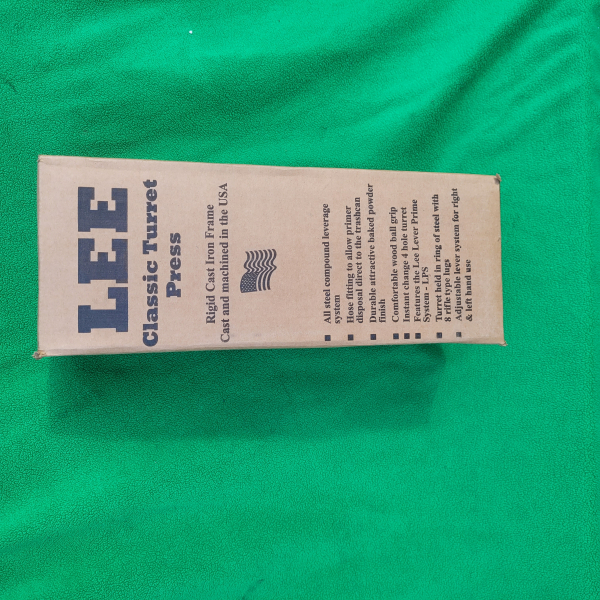 LEE
Classic Turret
Press
Rigid Cast Iron Frame
Cast and machined in the USA
All steel compound leverage
system
Hose fitting to allow primer
disposal direct to the trashcan
Durable attractive baked powder
finish
Comfortable wood ball grip
Instant change 4 hole turret
Features the Lee Lever Prime
System - LPS
Turret held in ring of steel with
8 rifle type lugs
Adjustable lever system for right
& left hand use